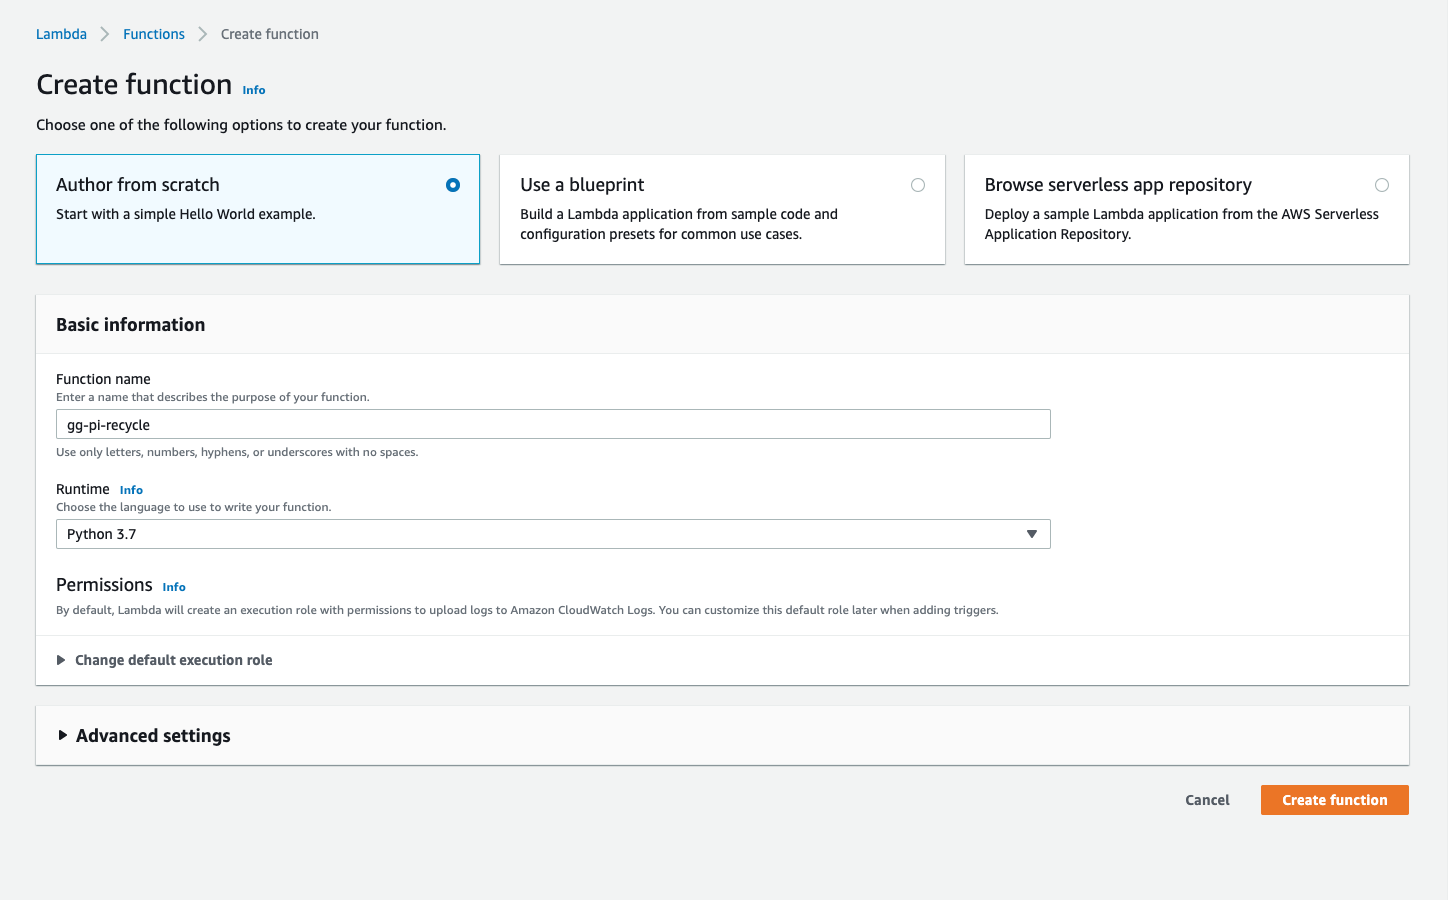 Lambda Functions Create function
Create function Info
Choose one of the following options to create your function.
Author from scratch
Start with a simple Hello World example.
Use a blueprint
Build a Lambda application from sample code and
configuration presets for common use cases.
Browse serverless app repository
Deploy a sample Lambda application from the AWS Serverless
Application Repository.
Basic information
Function name
Enter a name that describes the purpose of your function.
gg-pi-recycle
Use only letters, numbers, hyphens, or underscores with no spaces.
Runtime Info
Choose the language to use to write your function.
Python 3.7
Permissions Info
By default, Lambda will create an execution role with permissions to upload logs to Amazon CloudWatch Logs. You can customize this default role later when adding triggers.
Change default execution role
Advanced settings
Cancel Create function